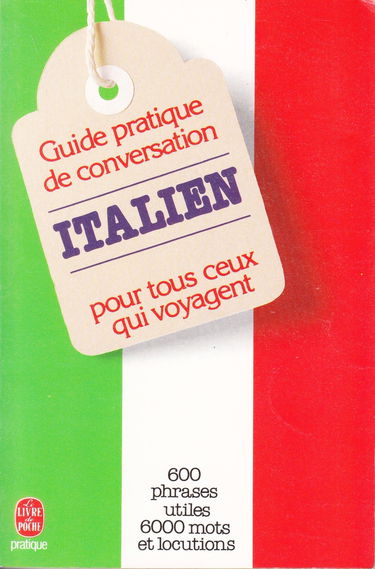 Guide pratique
de conversation
ITALIEN
pour tous ceux
qui voyagent
600
phrases
utiles
6000 mots
et locutions
Le
LIVRE
de
POCHE
pratique